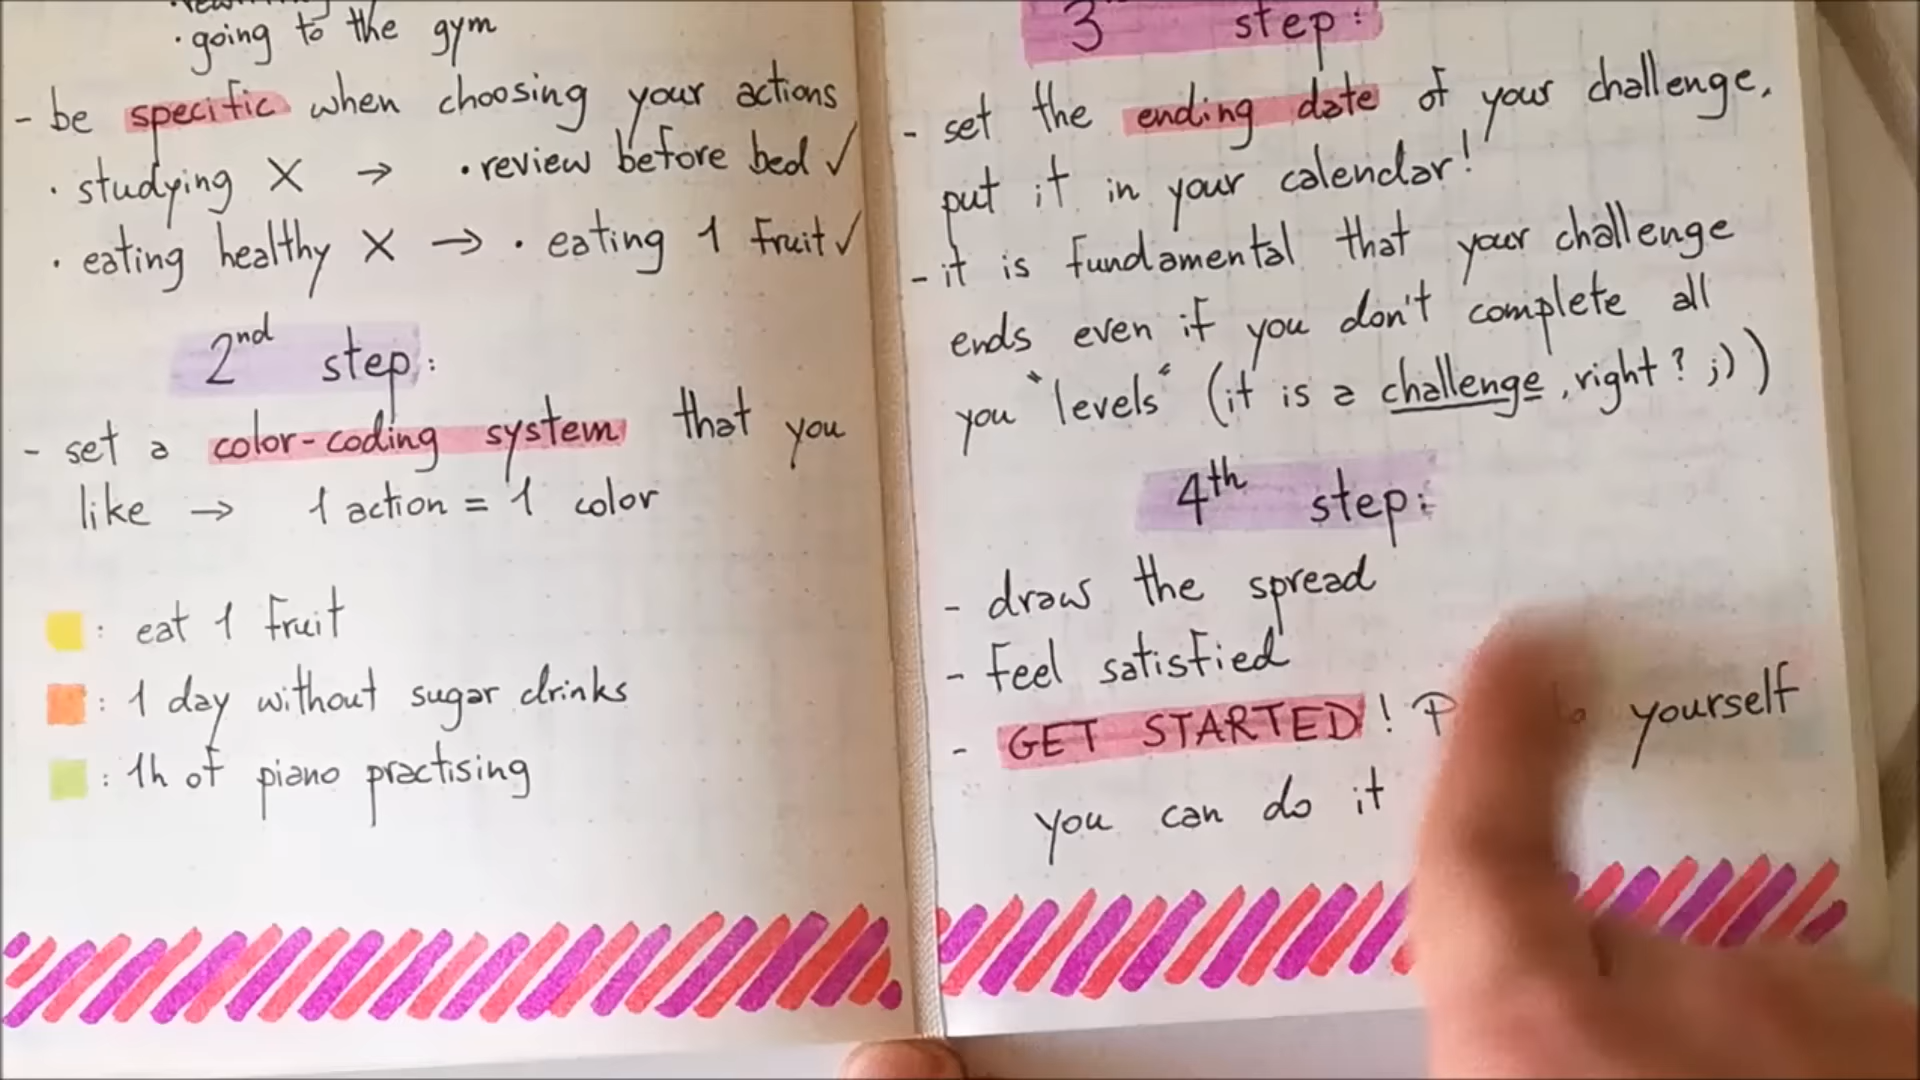 · going to the gym
- be specific when choosing your actions
· studying X → · review before bed ✓
· eating healthy X → · eating 1 fruit ✓
2nd step:
- set a color-coding system that you
like → 1 action = 1 color
: eat 1 fruit
: 1 day without sugar drinks
: 1h of piano practising
3 step:
- set the ending date of your challenge,
put it in your calendar!
- it is fundamental that your challenge
ends even if you don't complete all
you "levels" (it is a challenge, right? ;))
4th step:
- draw the spread
- feel satisfied
- GET STARTED! yourself
you can do it